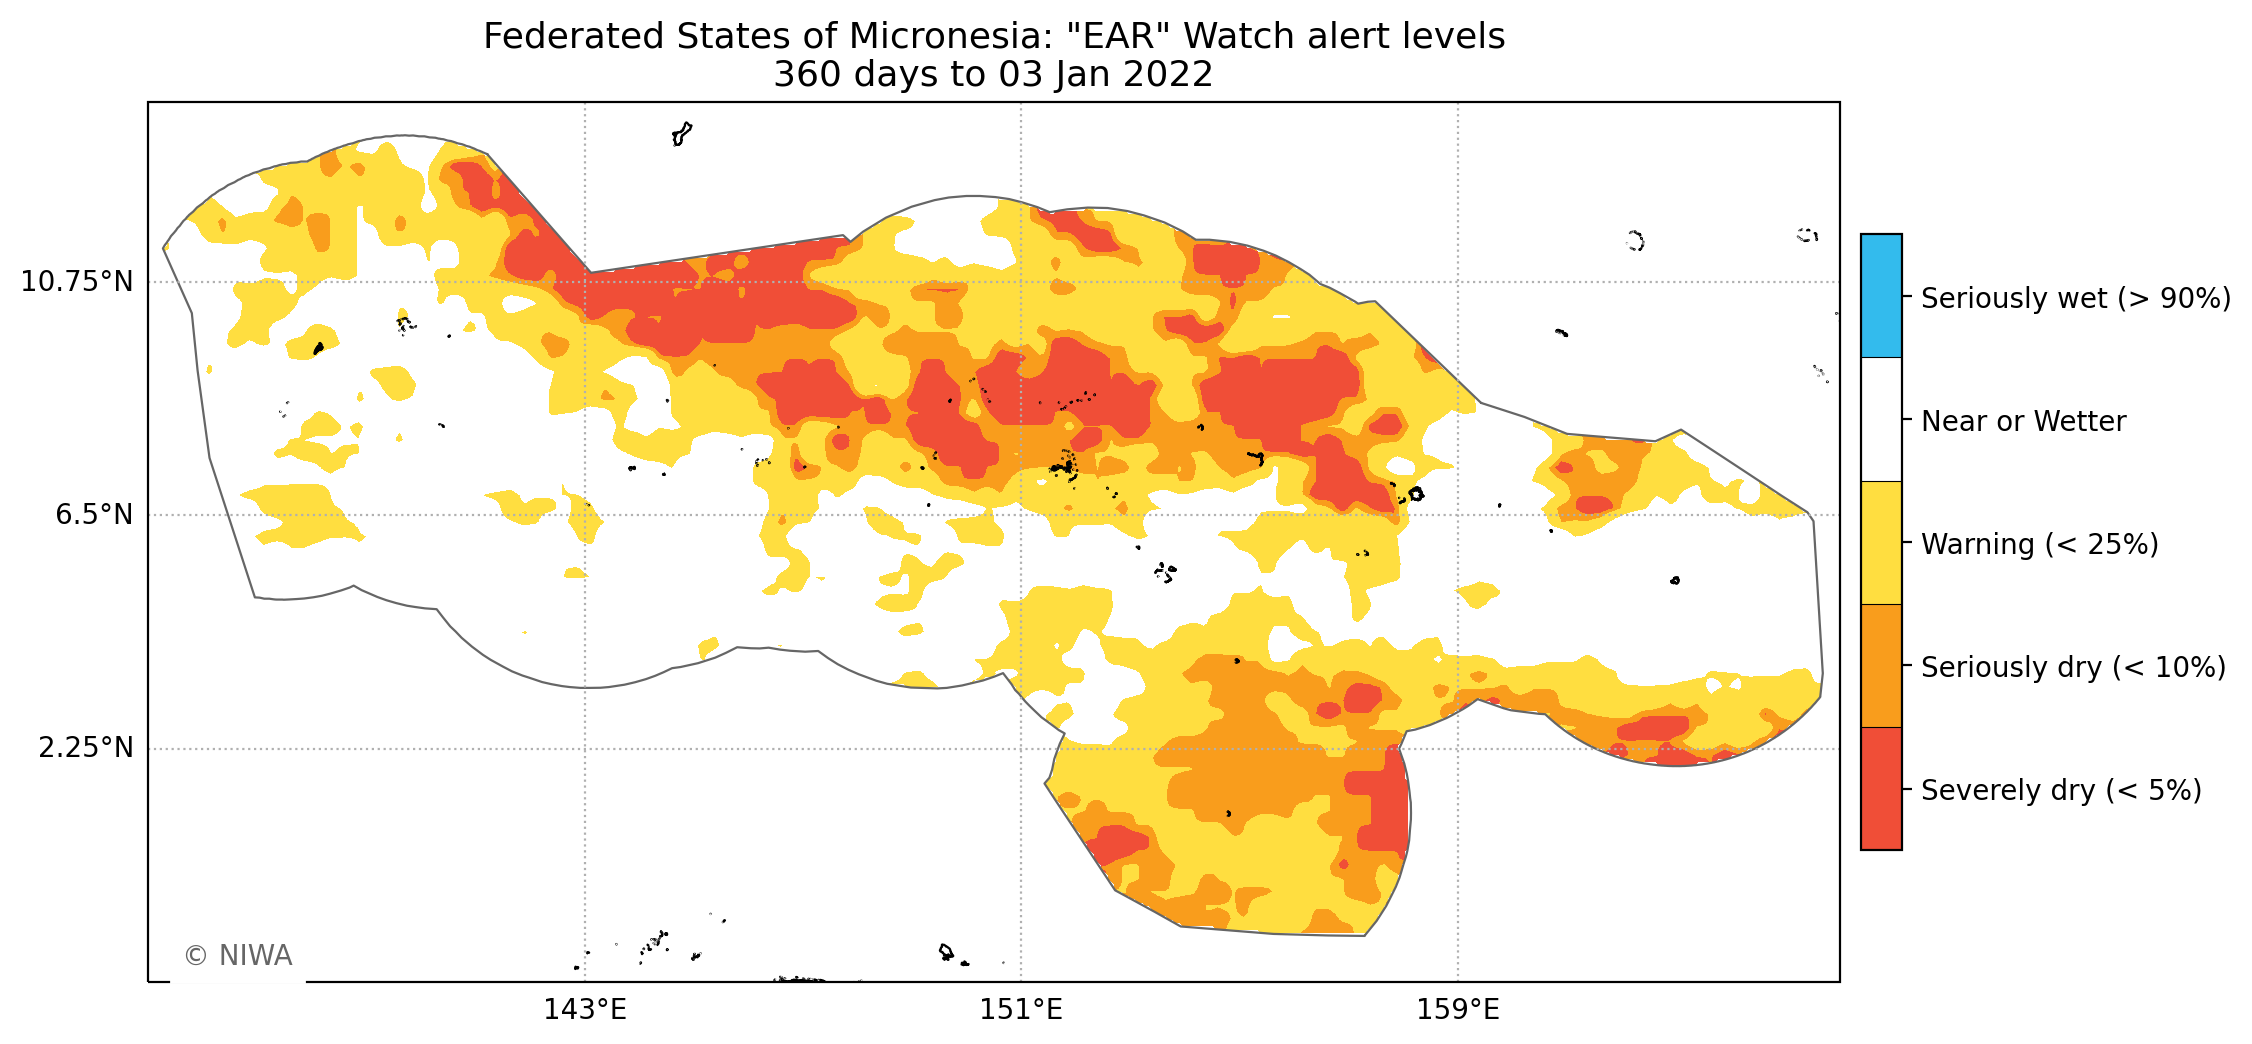 Federated States of Micronesia: "EAR" Watch alert levels
360 days to 03 Jan 2022
10.75°N
6.5°N
2.25°N
143°E
151°E
159°E
Seriously wet (> 90%)
Near or Wetter
Warning (< 25%)
Seriously dry (< 10%)
Severely dry (< 5%)
© NIWA